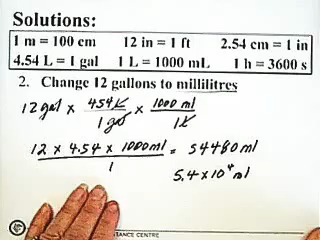 Solutions:
1 m = 100 cm 12 in = 1 ft 2.54 cm = 1 in
4.54 L = 1 gal 1 L = 1000 mL 1 h = 3600 s
2. Change 12 gallons to millilitres
12 gal x 4.54 L / 1 gal x 1000 ml / 1 L
12 x 4.54 x 1000 ml / 1 = 54480 ml
5.4 x 10⁴ ml
CENTRE